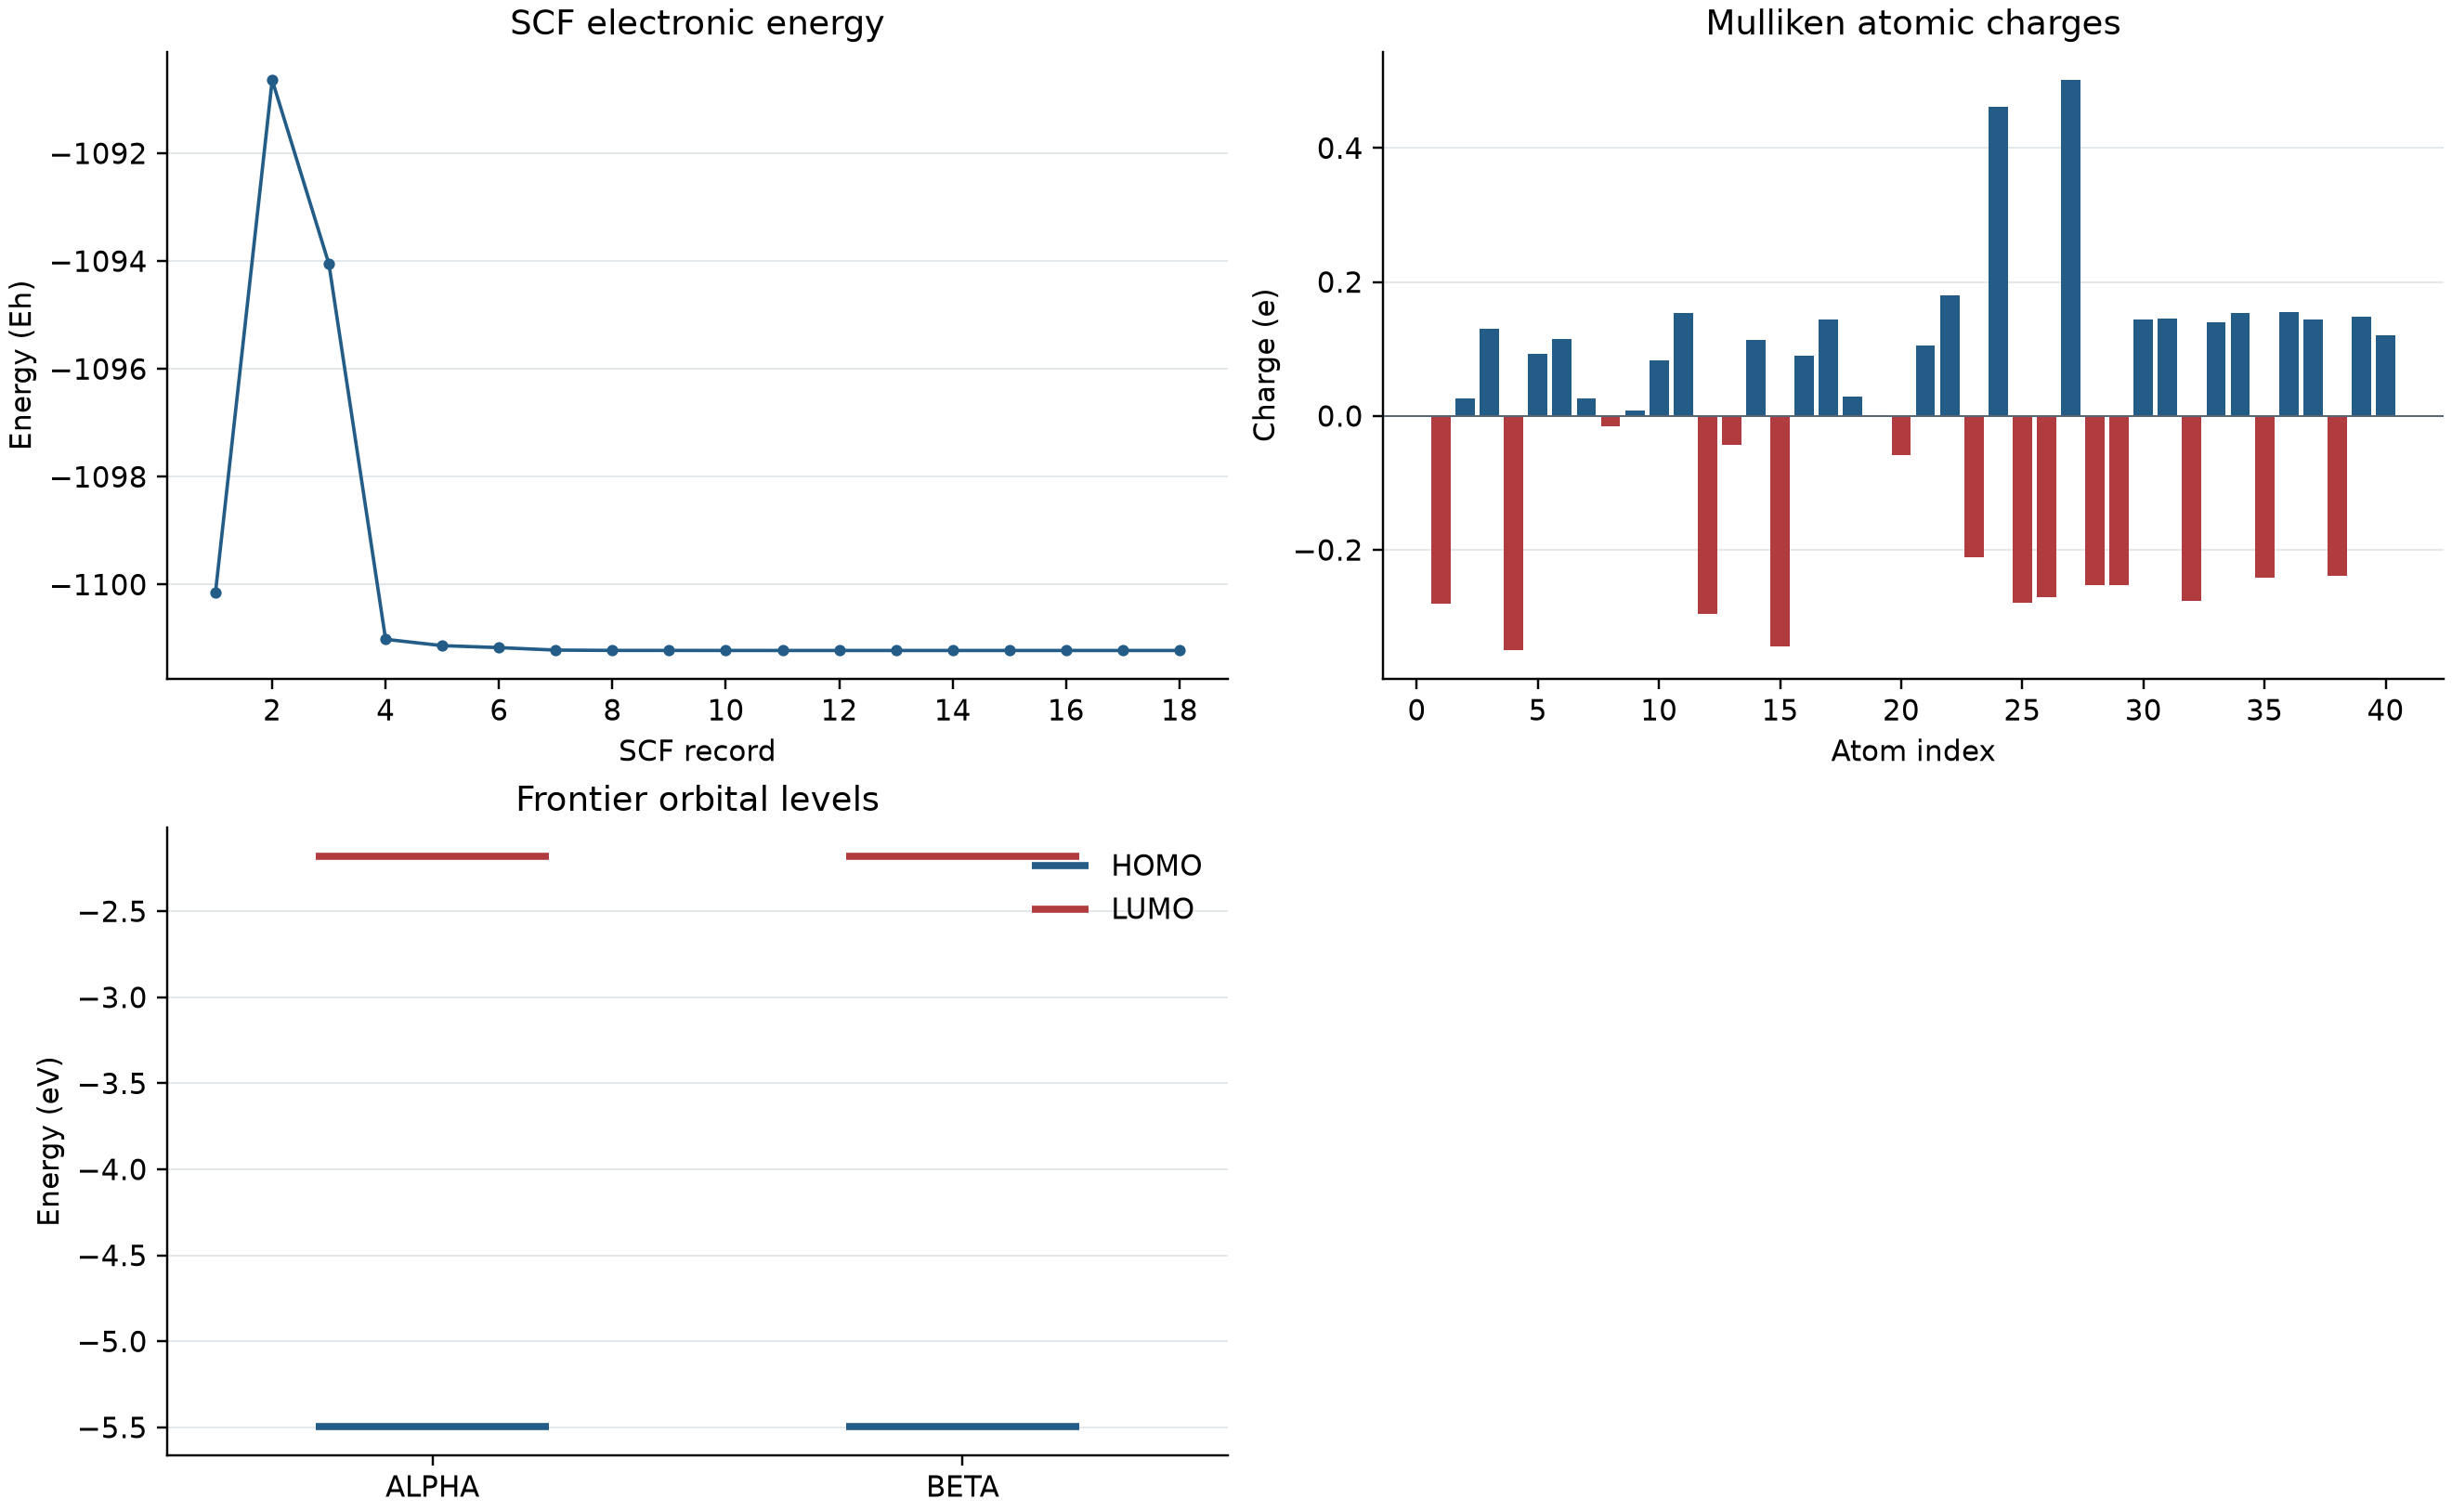 SCF electronic energy
Energy (Eh)
−1092
−1094
−1096
−1098
−1100
2 4 6 8 10 12 14 16 18
SCF record
Mulliken atomic charges
Charge (e)
0.4
0.2
0.0
−0.2
0 5 10 15 20 25 30 35 40
Atom index
Frontier orbital levels
Energy (eV)
HOMO
LUMO
−2.5
−3.0
−3.5
−4.0
−4.5
−5.0
−5.5
ALPHA BETA